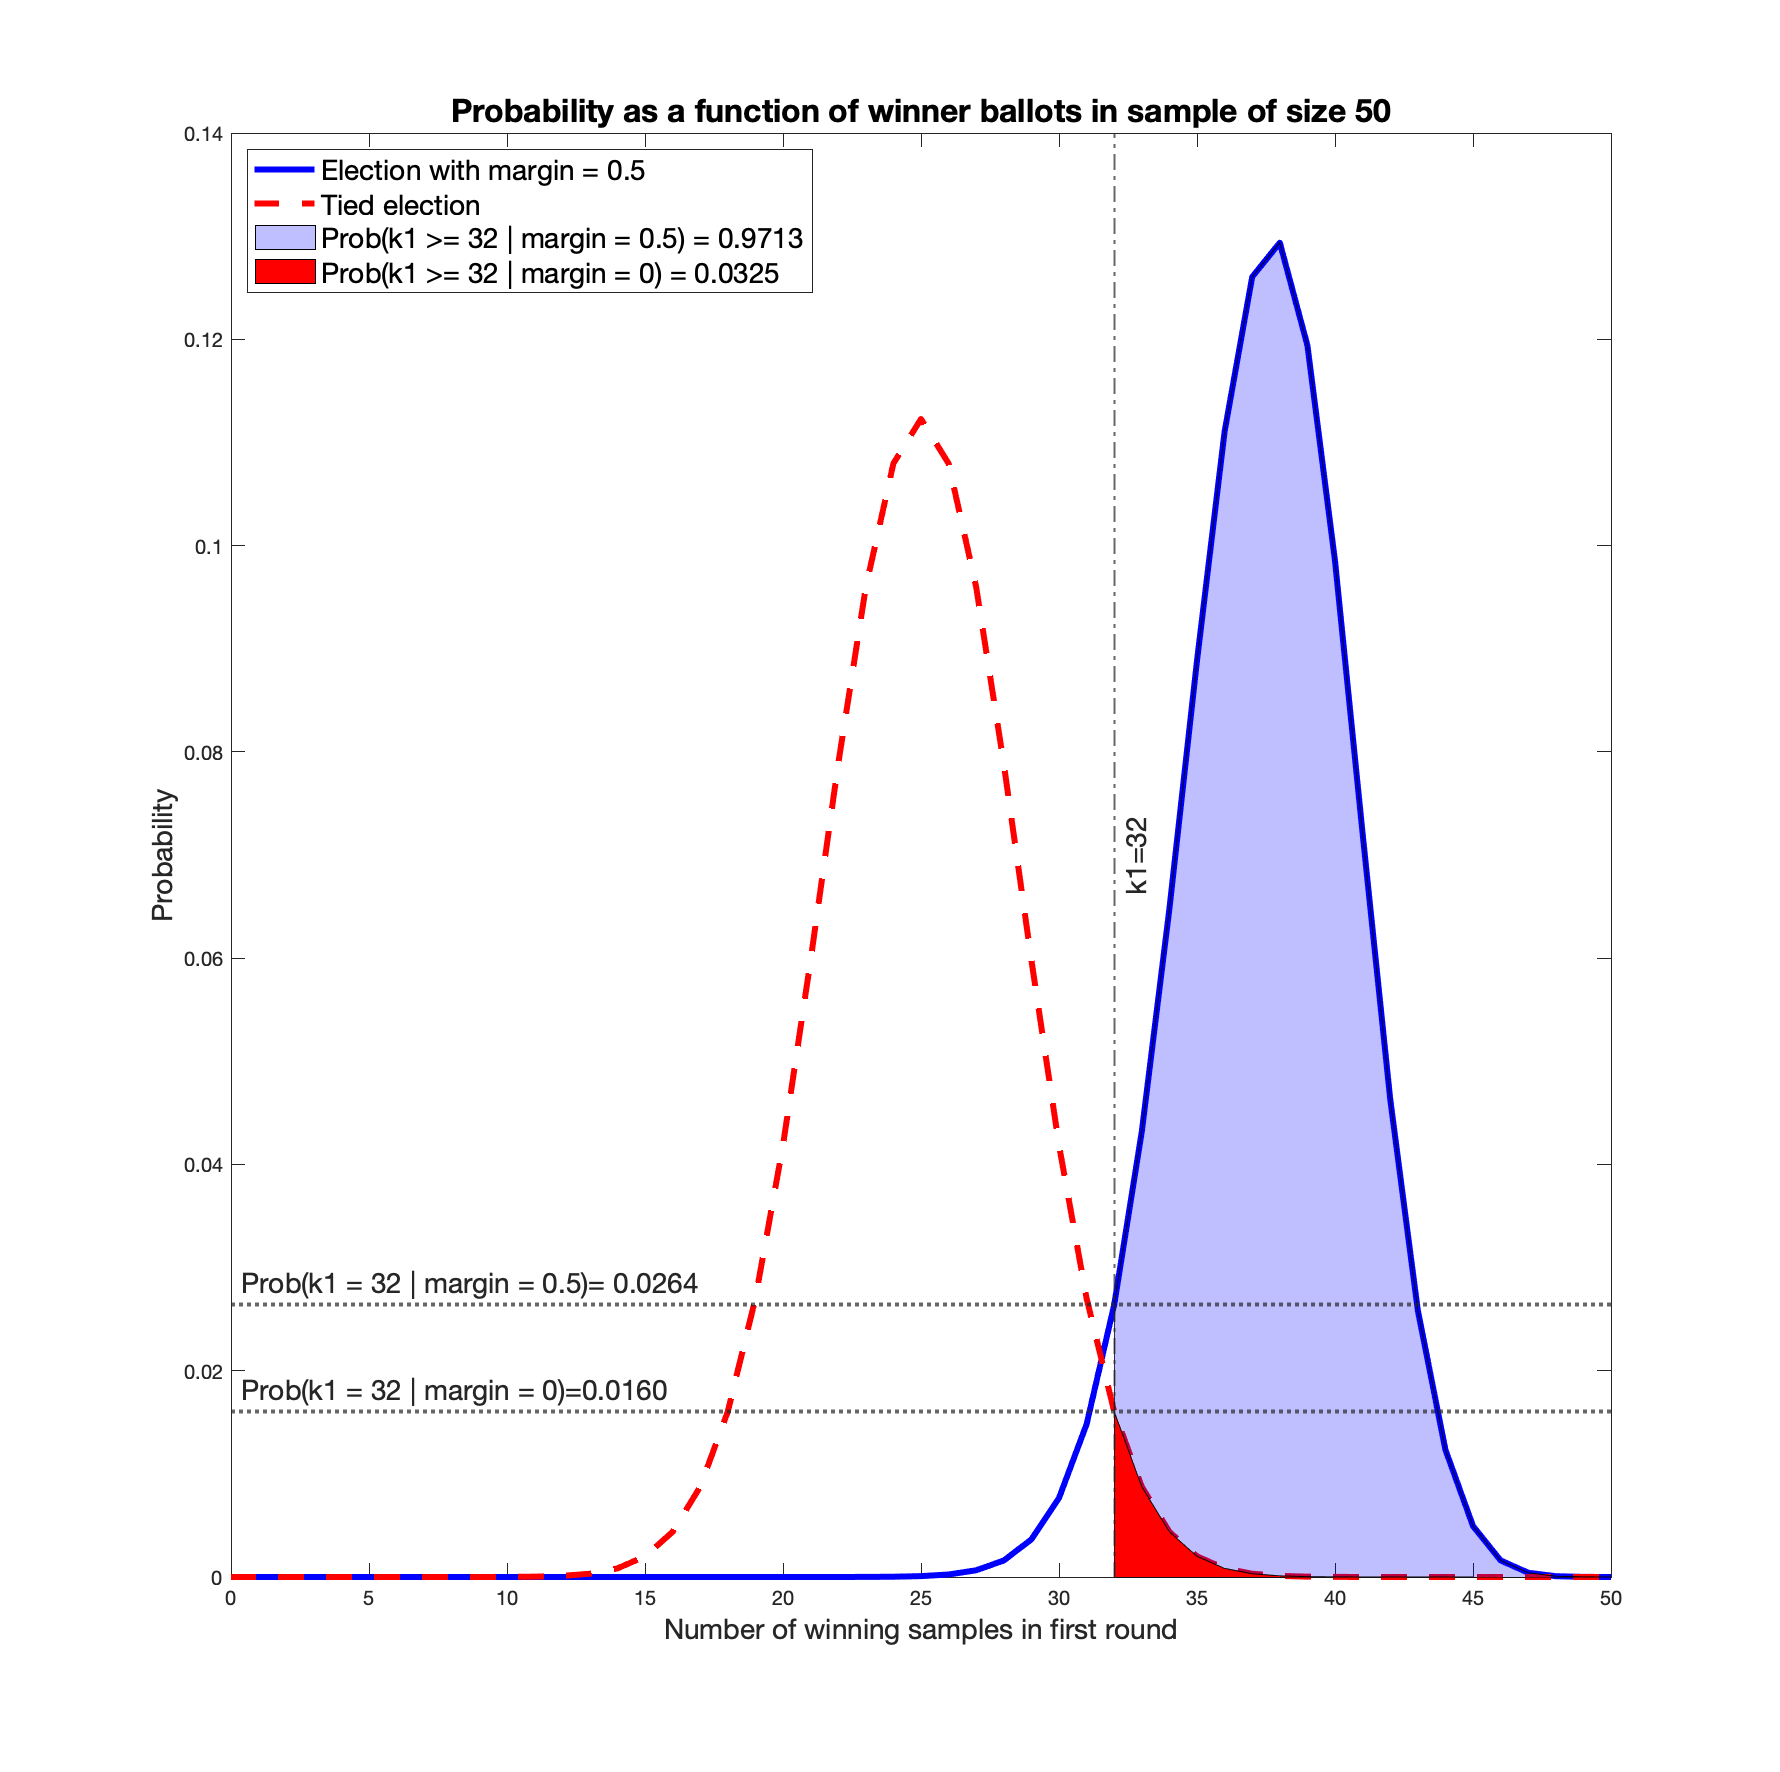 Probability as a function of winner ballots in sample of size 50
Election with margin = 0.5
Tied election
Prob(k1 >= 32 | margin = 0.5) = 0.9713
Prob(k1 >= 32 | margin = 0) = 0.0325
0.14
0.12
0.1
0.08
0.06
0.04
0.02
0
Probability
k1=32
Prob(k1 = 32 | margin = 0.5)= 0.0264
Prob(k1 = 32 | margin = 0)=0.0160
0 5 10 15 20 25 30 35 40 45 50
Number of winning samples in first round